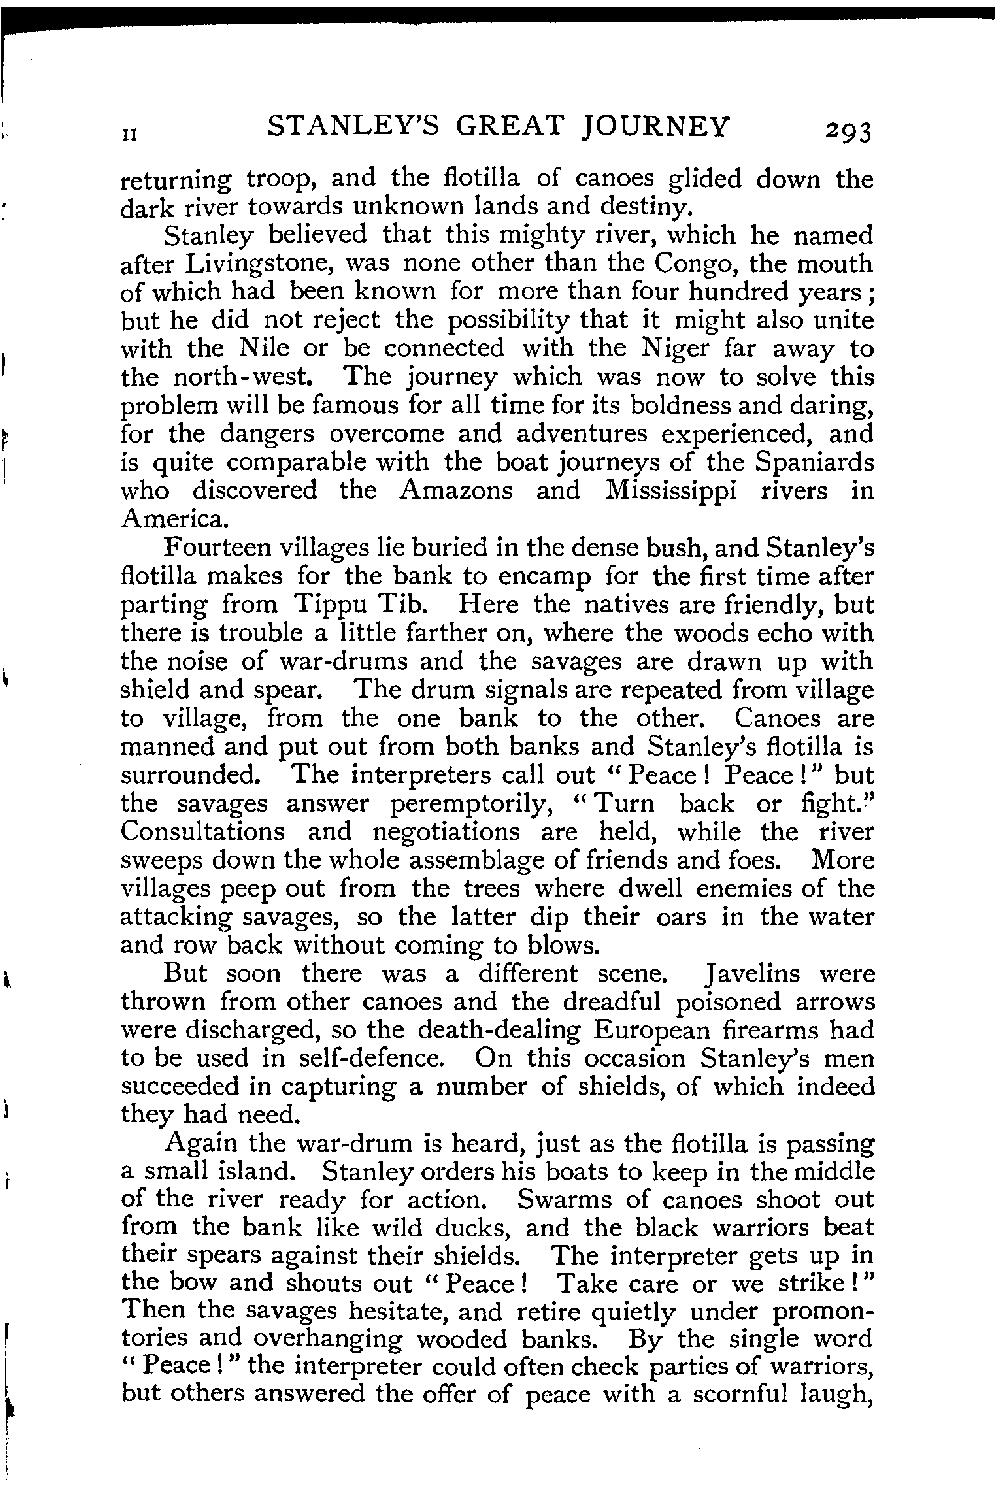 II STANLEY'S GREAT JOURNEY 293
returning troop, and the flotilla of canoes glided down the
dark river towards unknown lands and destiny.
Stanley believed that this mighty river, which he named
after Livingstone, was none other than the Congo, the mouth
of which had been known for more than four hundred years;
but he did not reject the possibility that it might also unite
with the Nile or be connected with the Niger far away to
the north-west. The journey which was now to solve this
problem will be famous for all time for its boldness and daring,
for the dangers overcome and adventures experienced, and
is quite comparable with the boat journeys of the Spaniards
who discovered the Amazons and Mississippi rivers in
America.
Fourteen villages lie buried in the dense bush, and Stanley's
flotilla makes for the bank to encamp for the first time after
parting from Tippu Tib. Here the natives are friendly, but
there is trouble a little farther on, where the woods echo with
the noise of war-drums and the savages are drawn up with
shield and spear. The drum signals are repeated from village
to village, from the one bank to the other. Canoes are
manned and put out from both banks and Stanley's flotilla is
surrounded. The interpreters call out "Peace! Peace!" but
the savages answer peremptorily, "Turn back or fight."
Consultations and negotiations are held, while the river
sweeps down the whole assemblage of friends and foes. More
villages peep out from the trees where dwell enemies of the
attacking savages, so the latter dip their oars in the water
and row back without coming to blows.
But soon there was a different scene. Javelins were
thrown from other canoes and the dreadful poisoned arrows
were discharged, so the death-dealing European firearms had
to be used in self-defence. On this occasion Stanley's men
succeeded in capturing a number of shields, of which indeed
they had need.
Again the war-drum is heard, just as the flotilla is passing
a small island. Stanley orders his boats to keep in the middle
of the river ready for action. Swarms of canoes shoot out
from the bank like wild ducks, and the black warriors beat
their spears against their shields. The interpreter gets up in
the bow and shouts out "Peace! Take care or we strike!"
Then the savages hesitate, and retire quietly under promon-
tories and overhanging wooded banks. By the single word
"Peace!" the interpreter could often check parties of warriors,
but others answered the offer of peace with a scornful laugh,